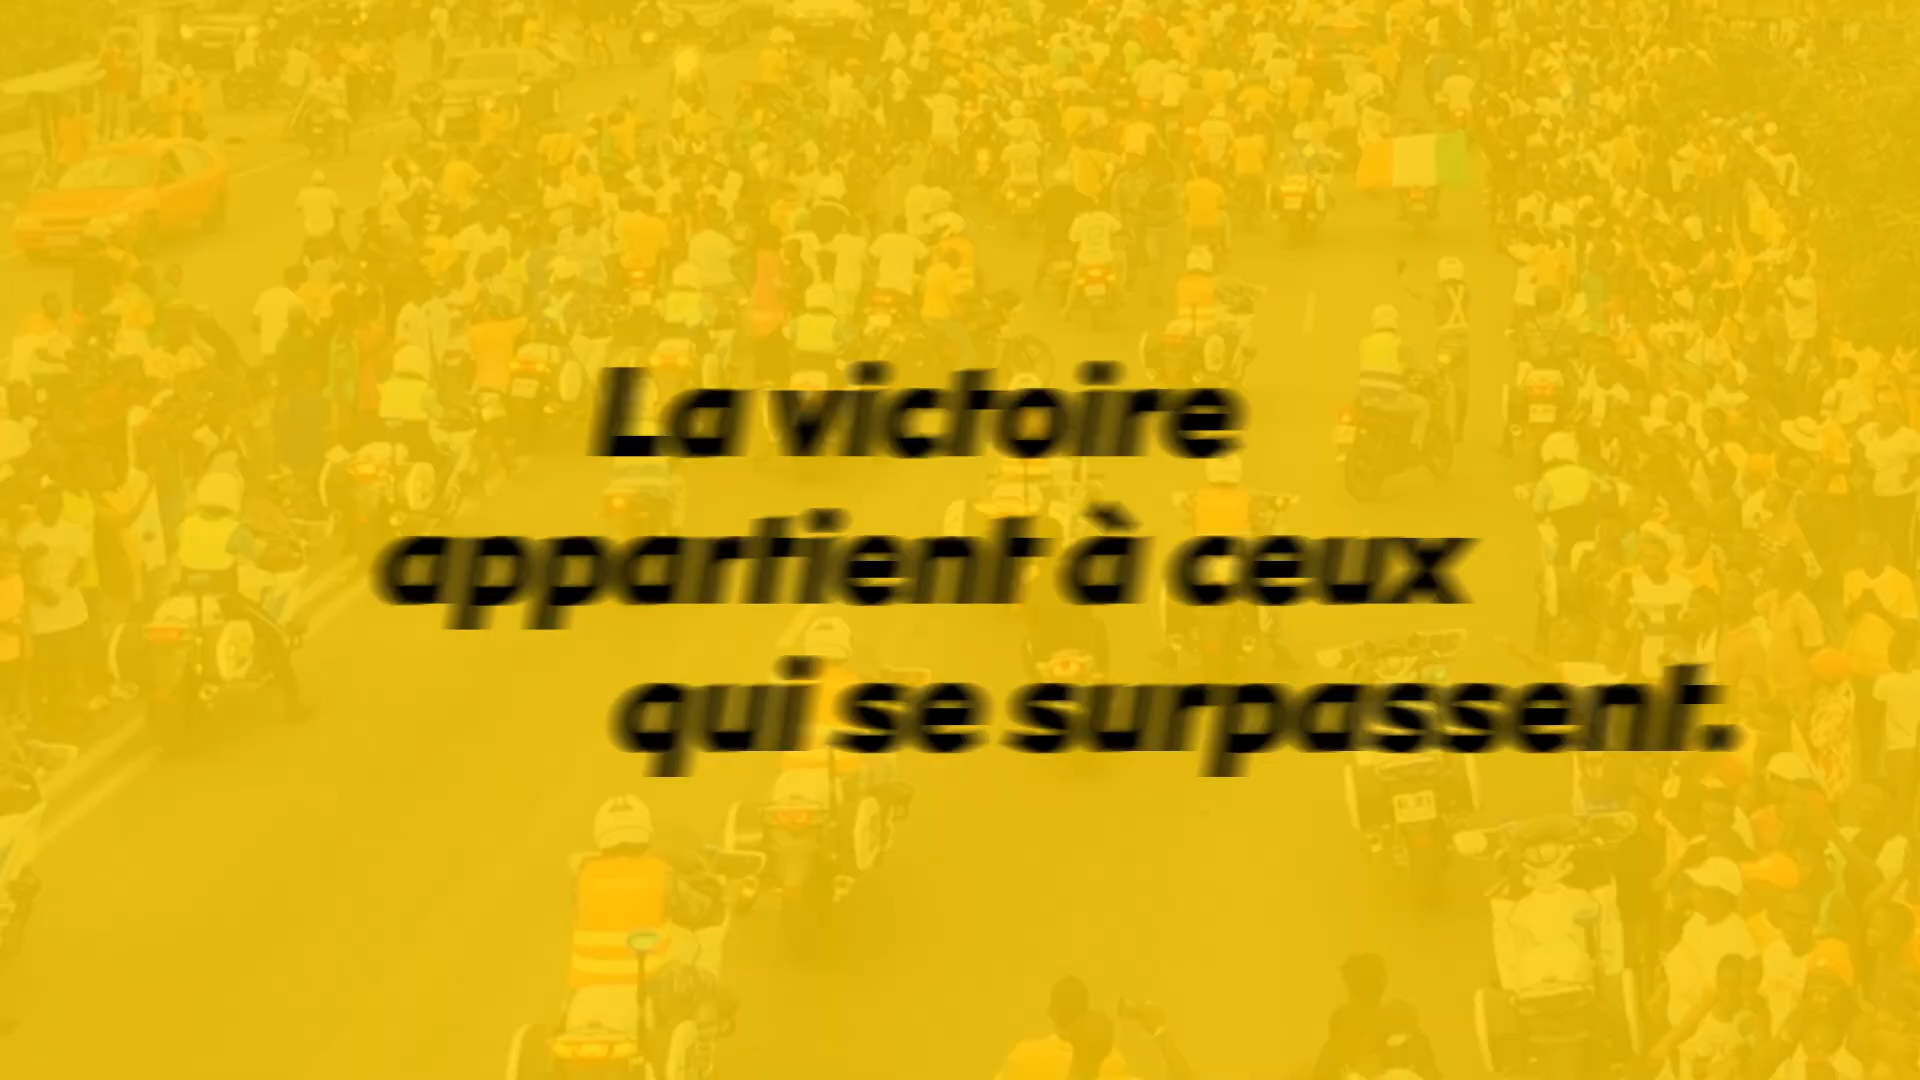 La victoire
appartient à ceux
qui se surpassent.